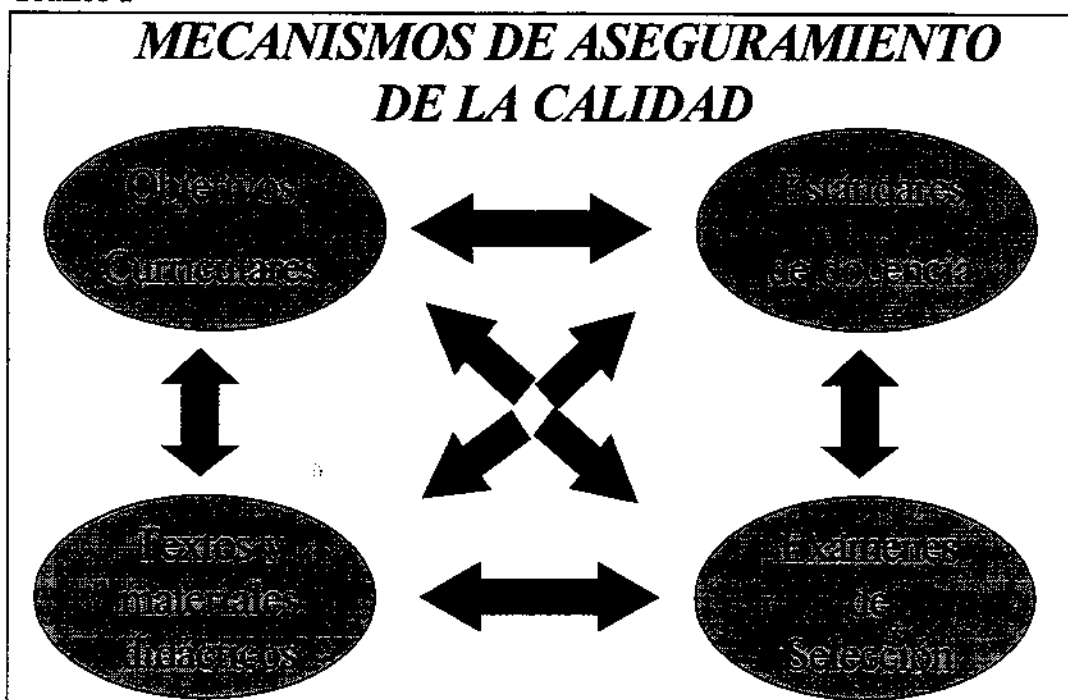 MECANISMOS DE ASEGURAMIENTO
DE LA CALIDAD
Objetivos
Curriculares
Estándares
de docencia
Textos y
materiales
didácticos
Exámenes
de
Selección